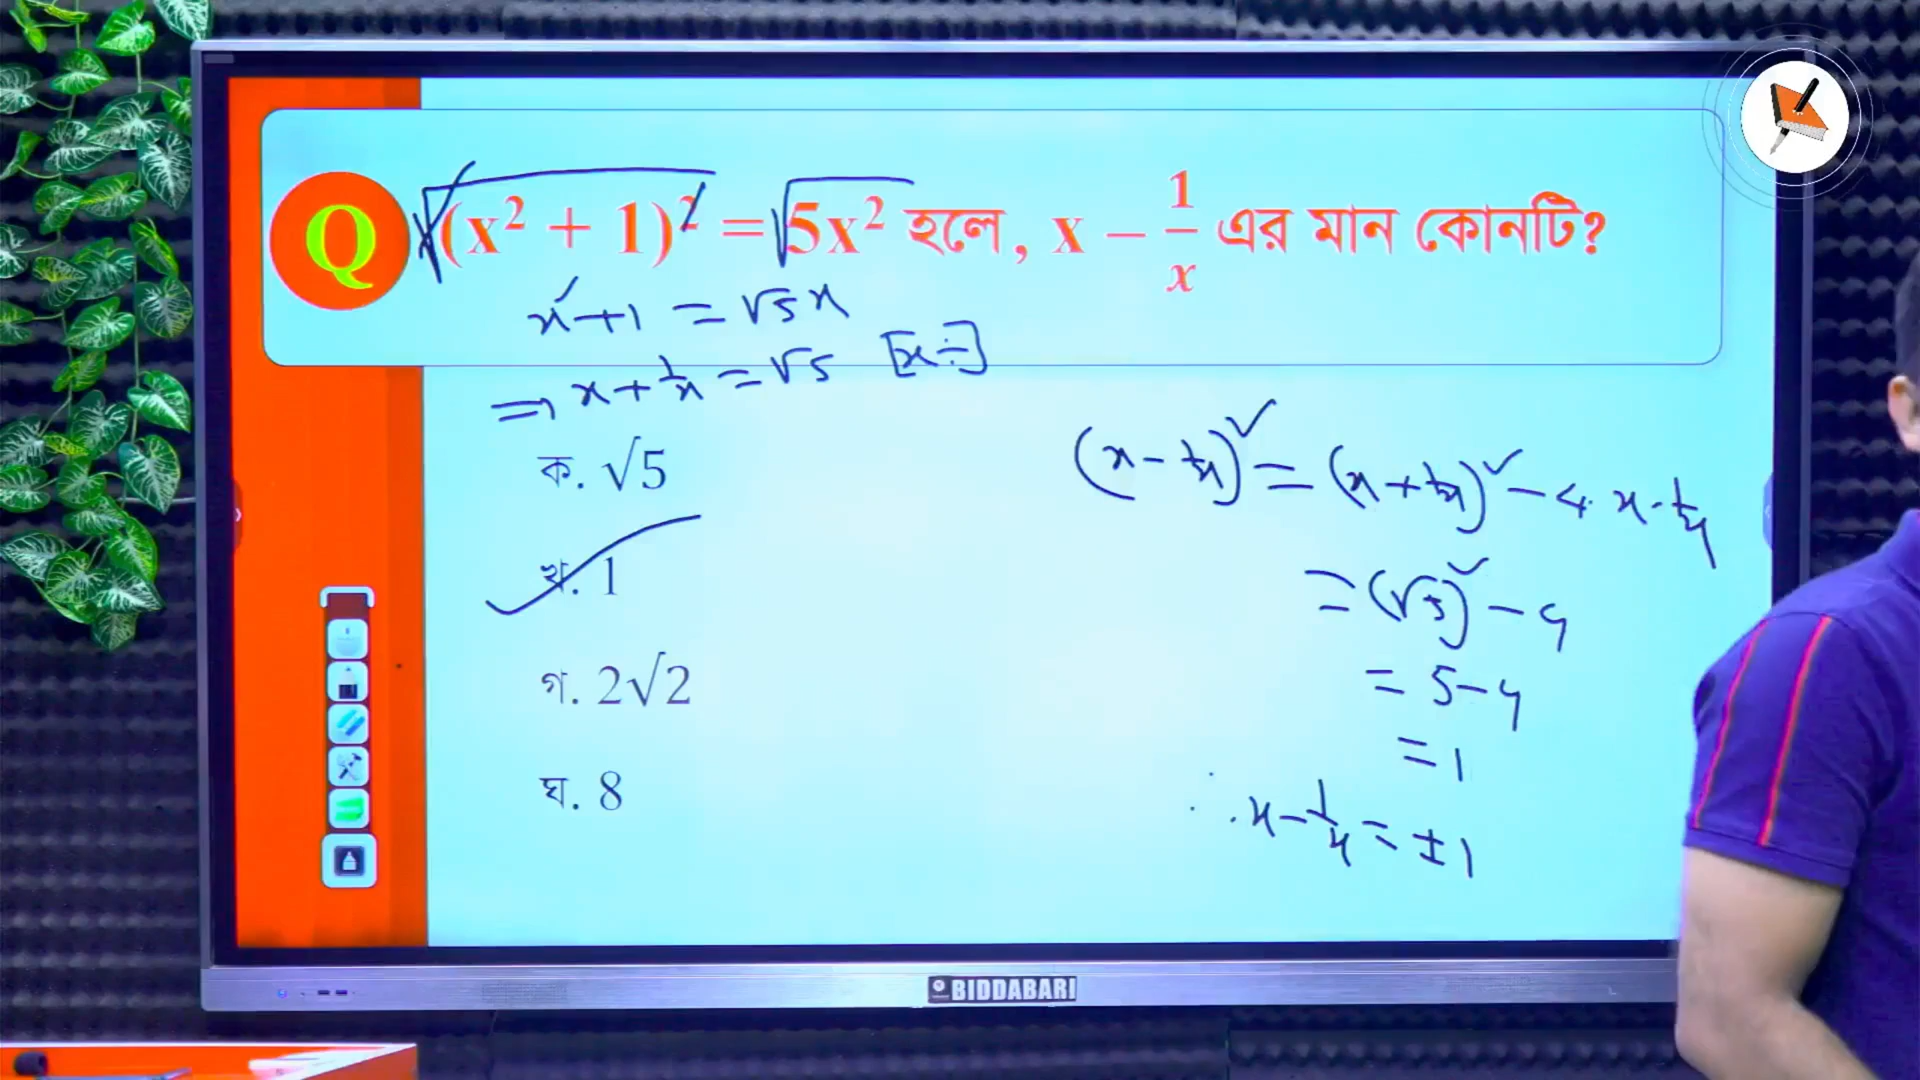 Q √(x² + 1)² = √5x² হলে, x – 1/x এর মান কোনটি?
x² + 1 = √5x
⇒ x + 1/x = √5 [x ÷]
ক. √5
খ. 1
গ. 2√2
ঘ. 8
(x - 1/x)² = (x + 1/x)² - 4. x · 1/x
= (√5)² - 4
= 5 - 4
= 1
∴ x - 1/x = ±1
BIDDABARI